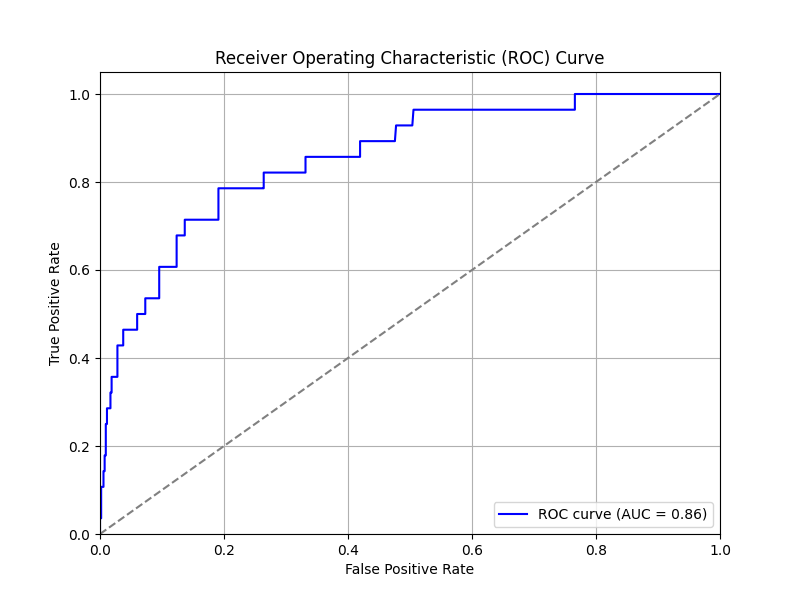 Receiver Operating Characteristic (ROC) Curve
1.0
0.8
0.6
0.4
0.2
0.0
True Positive Rate
ROC curve (AUC = 0.86)
0.0 0.2 0.4 0.6 0.8 1.0
False Positive Rate